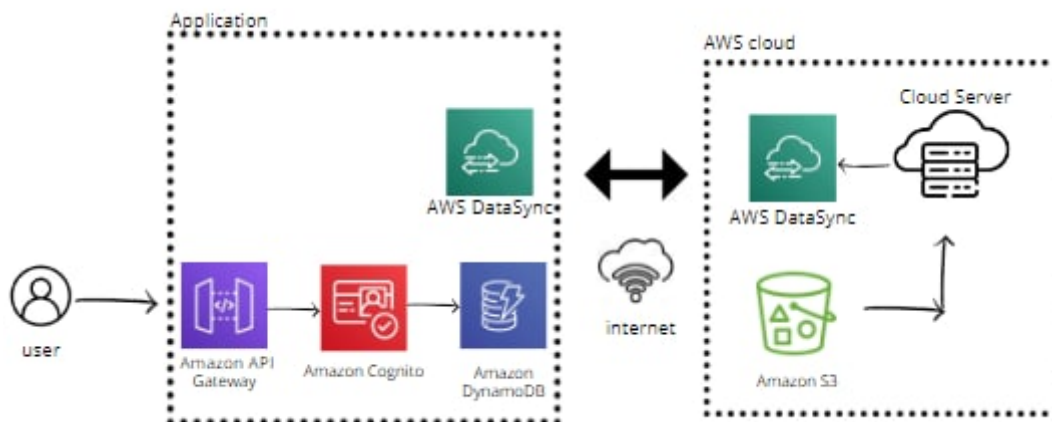 Application
AWS cloud
Cloud Server
AWS DataSync
AWS DataSync
user
Amazon API
Gateway
Amazon Cognito
Amazon
DynamoDB
internet
Amazon S3